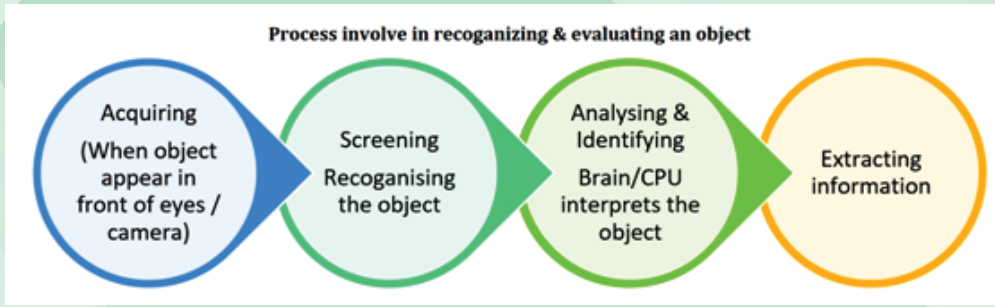 Process involve in recoganizing & evaluating an object
Acquiring
(When object
appear in
front of eyes /
camera)
Screening
Recoganising
the object
Analysing &
Identifying
Brain/CPU
interprets the
object
Extracting
information